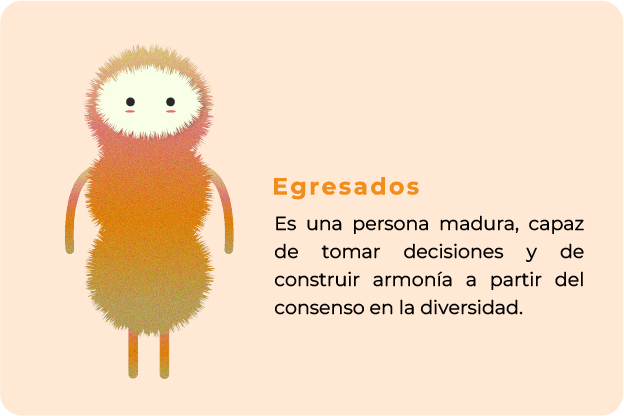 Egresados
Es una persona madura, capaz
de tomar decisiones y de
construir armonía a partir del
consenso en la diversidad.